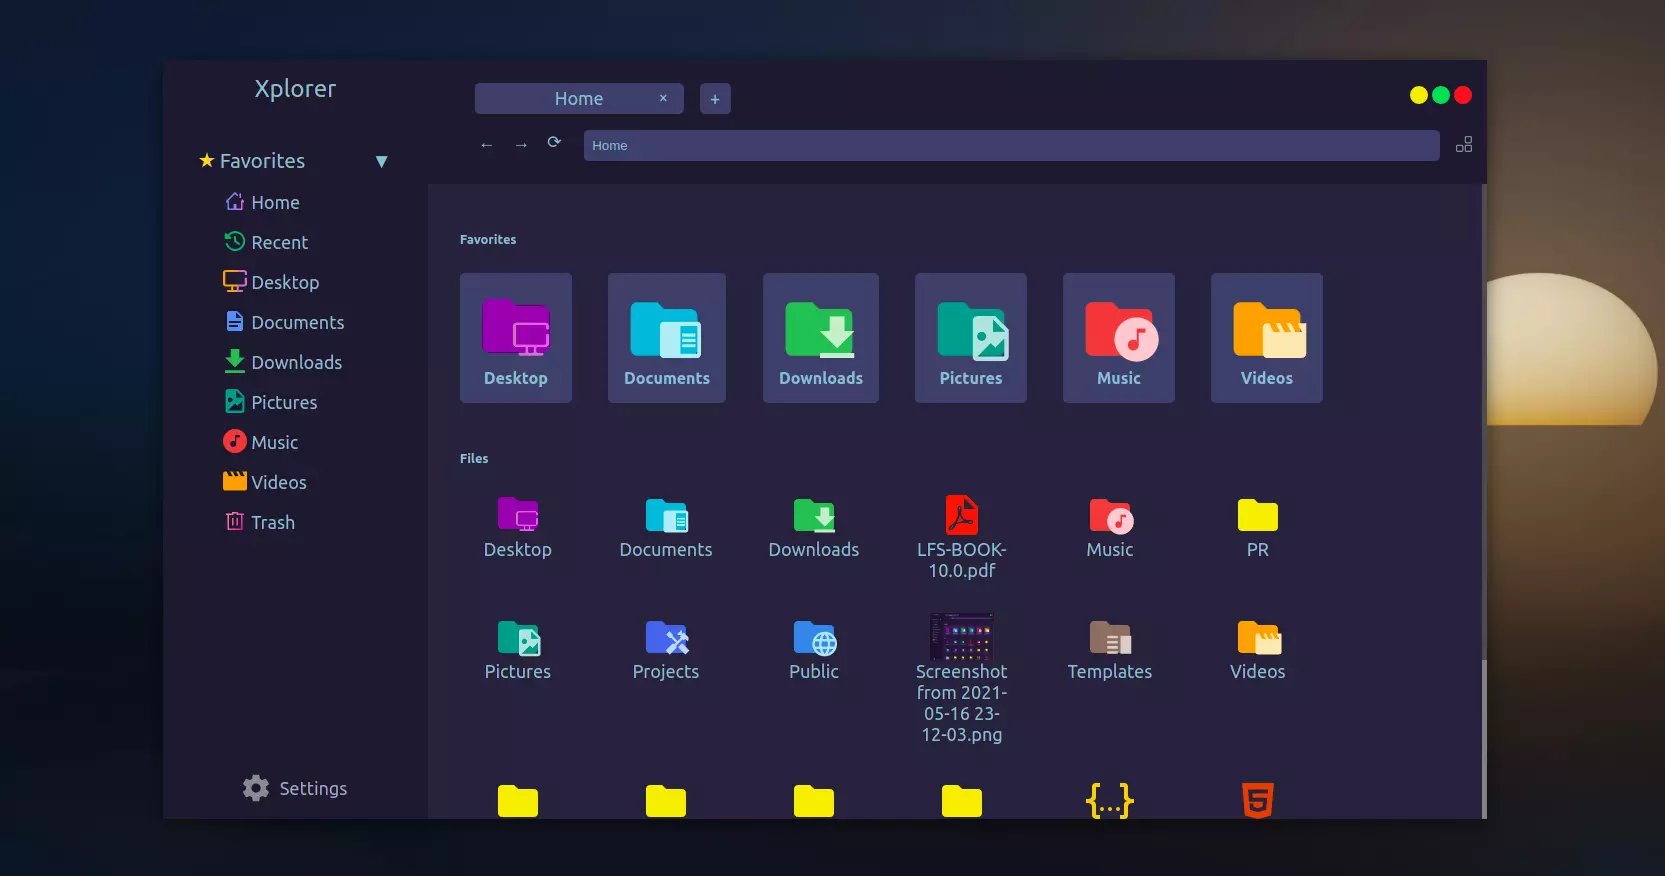 Xplorer
Home ×
+
Home
Favorites
Home
Recent
Desktop
Documents
Downloads
Pictures
Music
Videos
Trash
Settings
Favorites
Desktop
Documents
Downloads
Pictures
Music
Videos
Files
Desktop
Documents
Downloads
LFS-BOOK-
10.0.pdf
Music
PR
Pictures
Projects
Public
Screenshot
from 2021-
05-16 23-
12-03.png
Templates
Videos
{...}
5